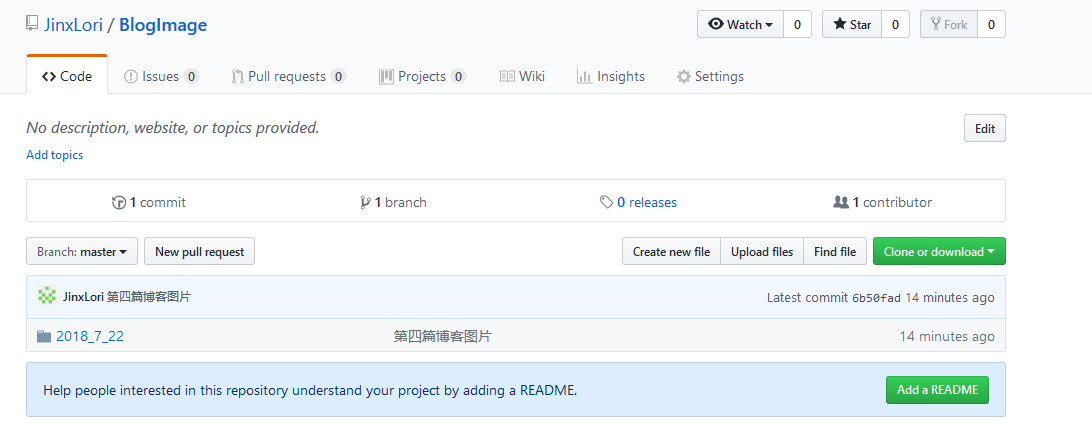 JinxLori / BlogImage
Watch 0 Star 0 Fork 0
Code Issues 0 Pull requests 0 Projects 0 Wiki Insights Settings
No description, website, or topics provided.
Edit
Add topics
1 commit 1 branch 0 releases 1 contributor
Branch: master New pull request Create new file Upload files Find file Clone or download
JinxLori 第四篇博客图片 Latest commit 6b50fad 14 minutes ago
2018_7_22 第四篇博客图片 14 minutes ago
Help people interested in this repository understand your project by adding a README. Add a README